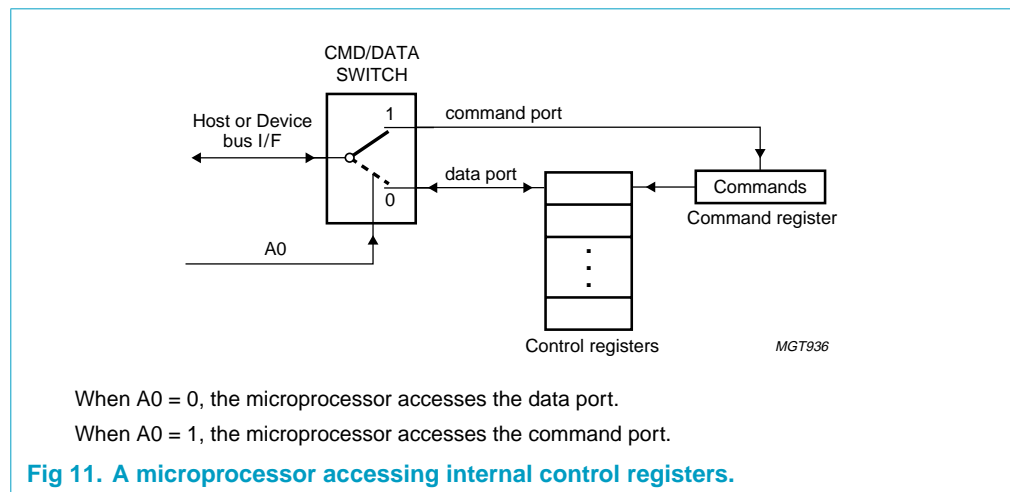 CMD/DATA
SWITCH
Host or Device
bus I/F
1
command port
data port
0
Commands
Command register
A0
Control registers
MGT936
When A0 = 0, the microprocessor accesses the data port.
When A0 = 1, the microprocessor accesses the command port.
Fig 11. A microprocessor accessing internal control registers.